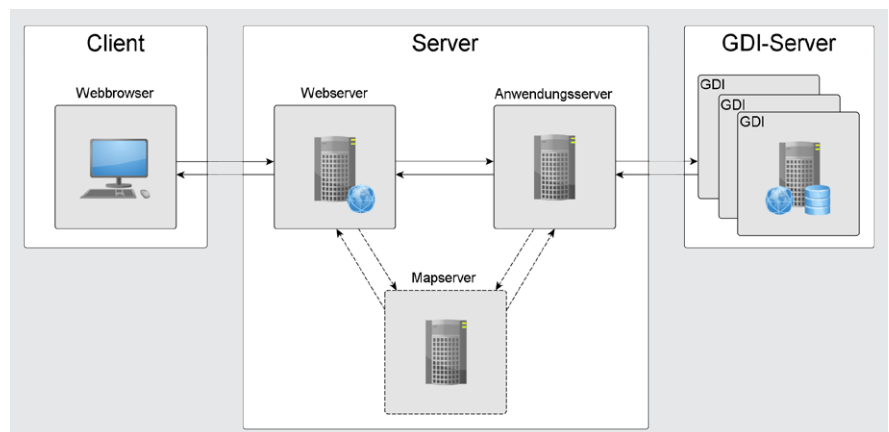 Client
Server
GDI-Server
Webbrowser
Webserver
Anwendungsserver
GDI
GDI
GDI
Mapserver